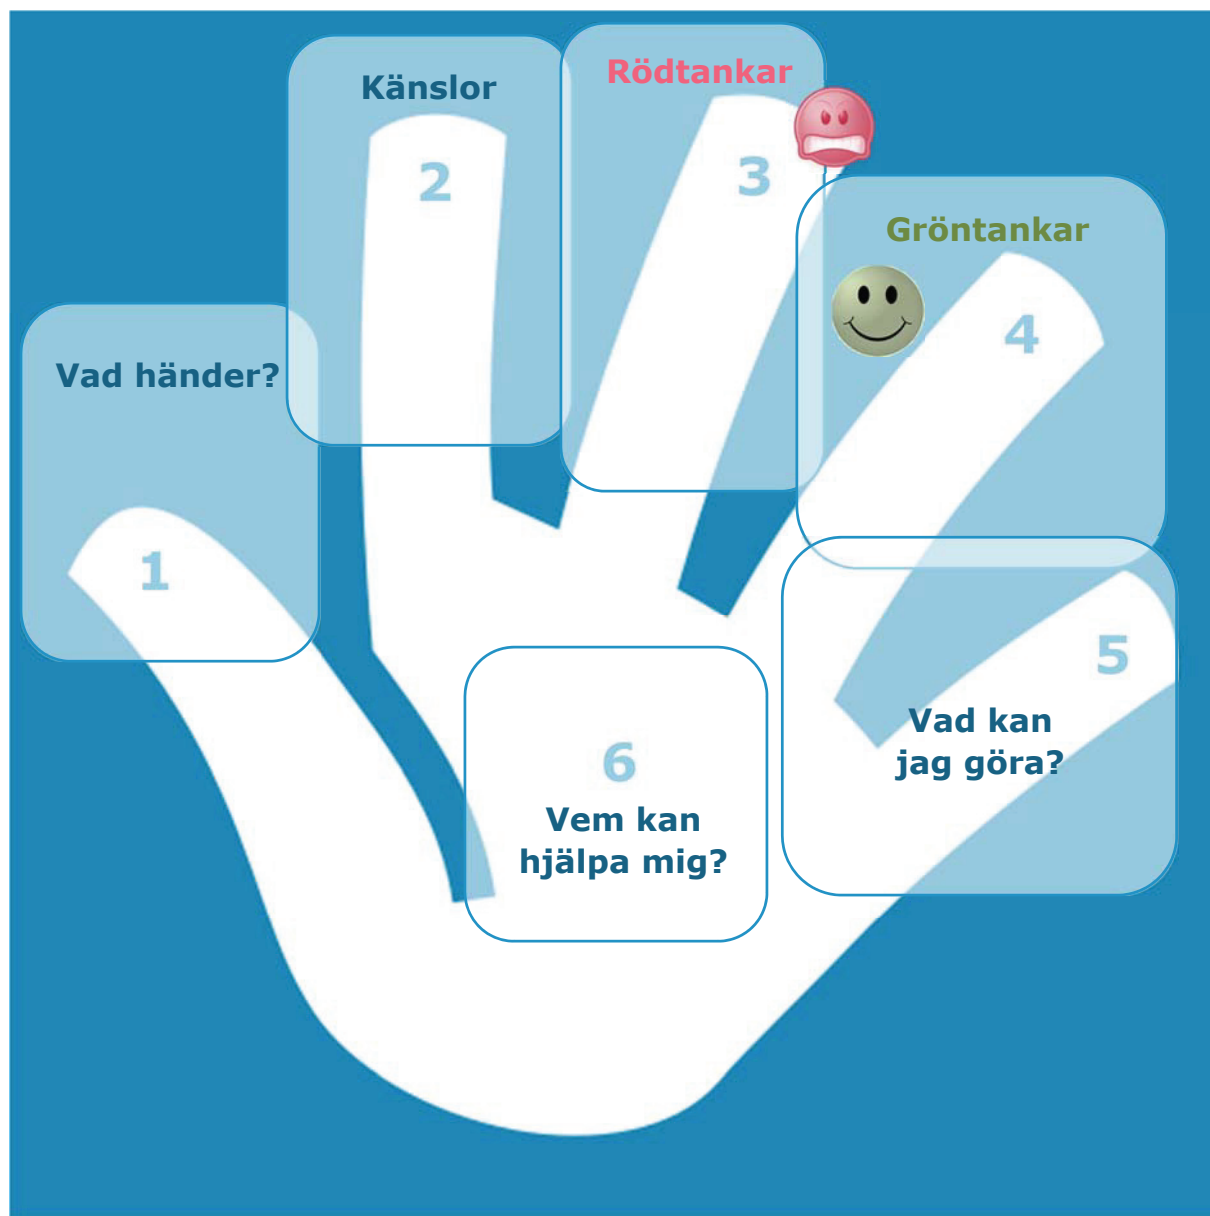 Vad händer?
1
Känslor
2
Rödtankar
3
Gröntankar
4
5
Vad kan
jag göra?
6
Vem kan
hjälpa mig?